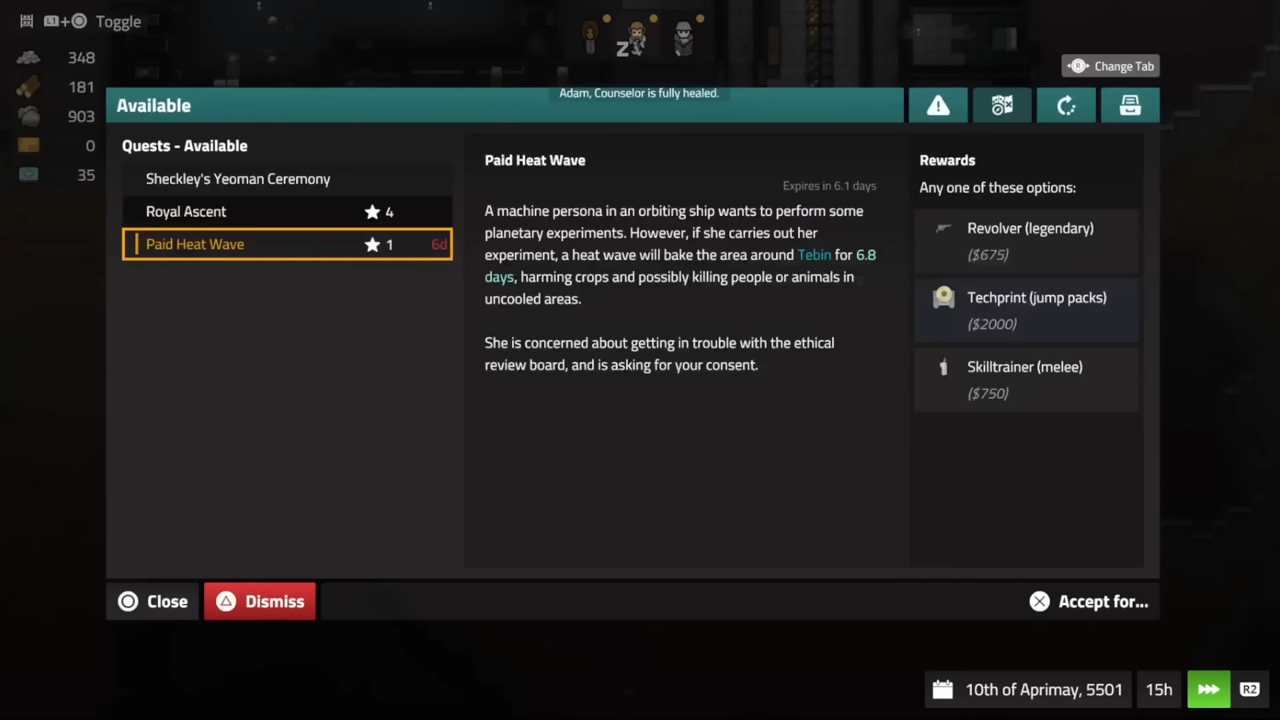 L1+ Toggle
348
181
903
0
35
Z
Change Tab
Available
Adam, Counselor is fully healed.
Quests - Available
Sheckley's Yeoman Ceremony
Royal Ascent 4
Paid Heat Wave 1 6d
Paid Heat Wave
Expires in 6.1 days
A machine persona in an orbiting ship wants to perform some
planetary experiments. However, if she carries out her
experiment, a heat wave will bake the area around Tebin for 6.8
days, harming crops and possibly killing people or animals in
uncooled areas.
She is concerned about getting in trouble with the ethical
review board, and is asking for your consent.
Rewards
Any one of these options:
Revolver (legendary)
($675)
Techprint (jump packs)
($2000)
Skilltrainer (melee)
($750)
Close
Dismiss
Accept for...
10th of Aprimay, 5501
15h
R2